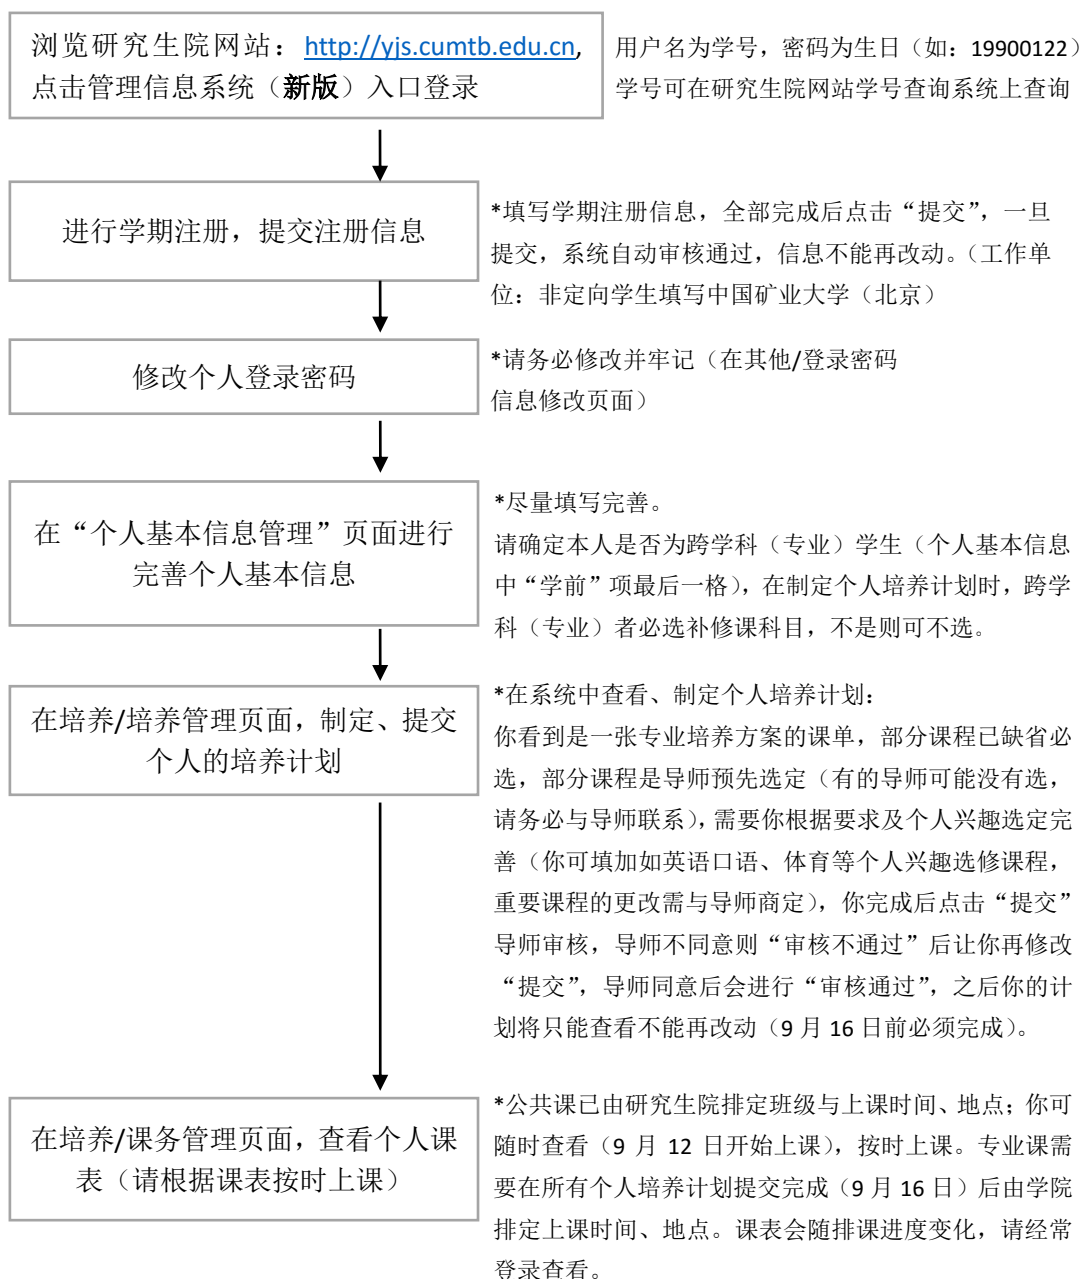 浏览研究生院网站：http://yjs.cumtb.edu.cn,
点击管理信息系统（新版）入口登录
用户名为学号，密码为生日（如：19900122）
学号可在研究生院网站学号查询系统上查询
进行学期注册，提交注册信息
*填写学期注册信息，全部完成后点击“提交”，一旦
提交，系统自动审核通过，信息不能再改动。（工作单
位：非定向学生填写中国矿业大学（北京）
修改个人登录密码
*请务必修改并牢记（在其他/登录密码
信息修改页面）
在“个人基本信息管理”页面进行
完善个人基本信息
*尽量填写完善。
请确定本人是否为跨学科（专业）学生（个人基本信息
中“学前”项最后一格），在制定个人培养计划时，跨学
科（专业）者必选补修课科目，不是则可不选。
在培养/培养管理页面，制定、提交
个人的培养计划
*在系统中查看、制定个人培养计划：
你看到是一张专业培养方案的课单，部分课程已缺省必
选，部分课程是导师预先选定（有的导师可能没有选，
请务必与导师联系），需要你根据要求及个人兴趣选定完
善（你可填加如英语口语、体育等个人兴趣选修课程，
重要课程的更改需与导师商定），你完成后点击“提交”
导师审核，导师不同意则“审核不通过”后让你再修改
“提交”，导师同意后会进行“审核通过”，之后你的计
划将只能查看不能再改动（9 月 16 日前必须完成）。
在培养/课务管理页面，查看个人课
表（请根据课表按时上课）
*公共课已由研究生院排定班级与上课时间、地点；你可
随时查看（9 月 12 日开始上课），按时上课。专业课需
要在所有个人培养计划提交完成（9 月 16 日）后由学院
排定上课时间、地点。课表会随排课进度变化，请经常
登录查看。